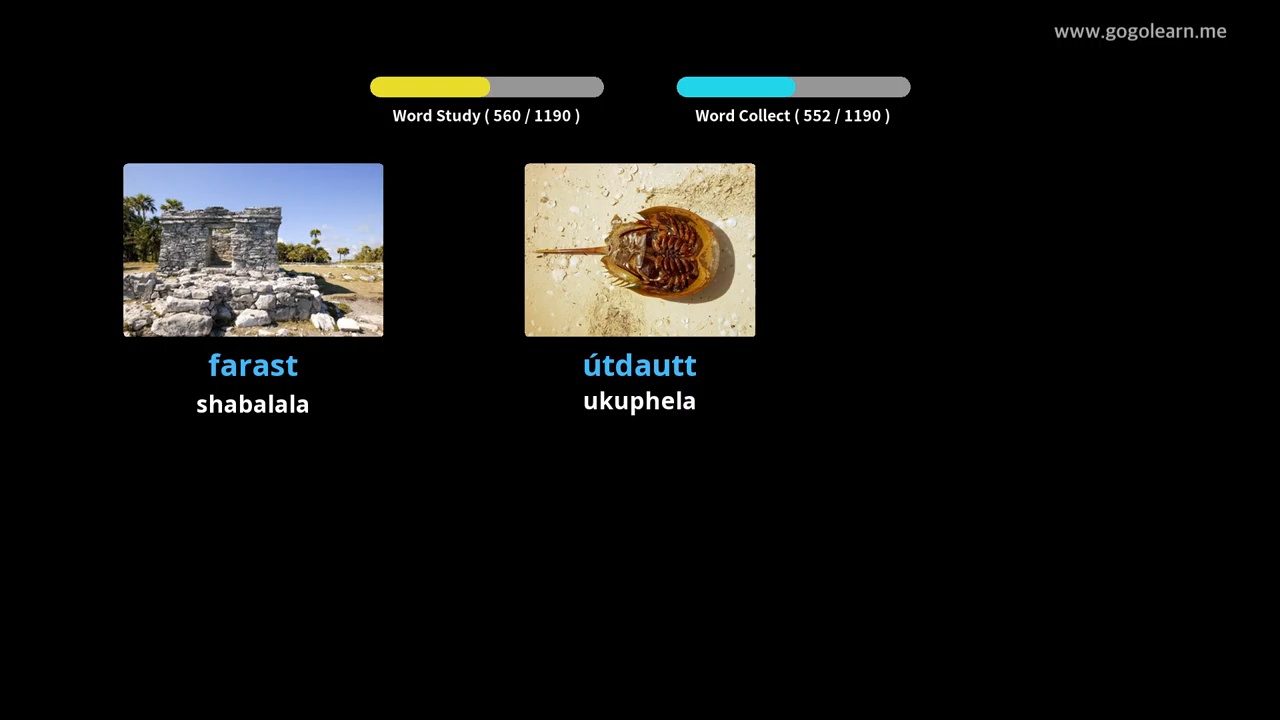 www.gogolearn.me
Word Study ( 560 / 1190 )
Word Collect ( 552 / 1190 )
farast
shabalala
útdautt
ukuphela